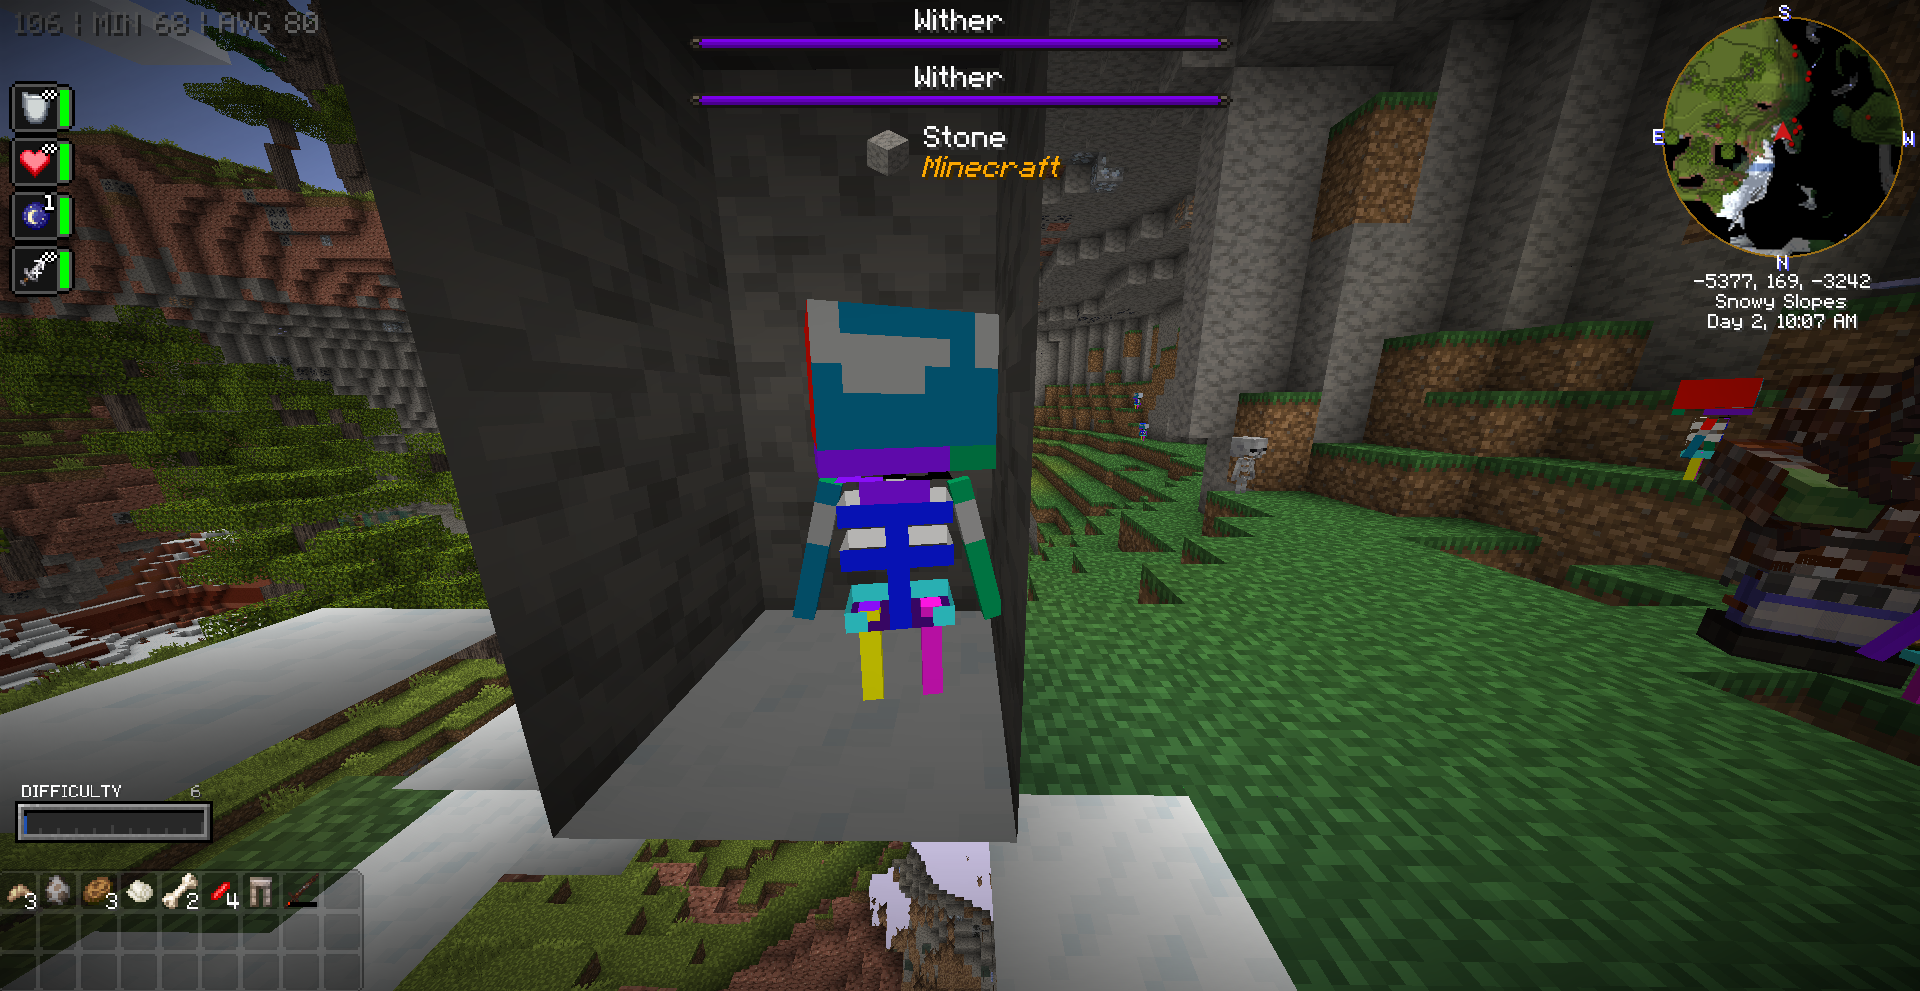 106 | MIN 68 | AVG 80
Wither
Wither
Stone
Minecraft
1
S
E
W
N
-5377, 169, -3242
Snowy Slopes
Day 2, 10:07 AM
DIFFICULTY 6
3 3 2 4